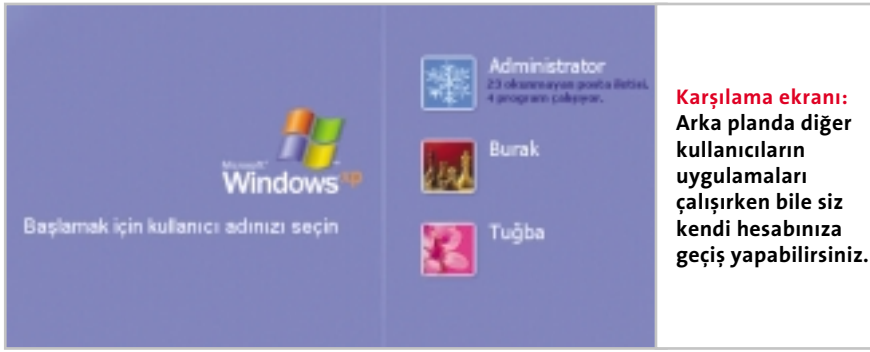 Microsoft
Windows xp
Başlamak için kullanıcı adınızı seçin
Administrator
23 okunmayan posta iletisi,
4 program çalışıyor.
Burak
Tuğba
Karşılama ekranı:
Arka planda diğer
kullanıcıların
uygulamaları
çalışırken bile siz
kendi hesabınıza
geçiş yapabilirsiniz.